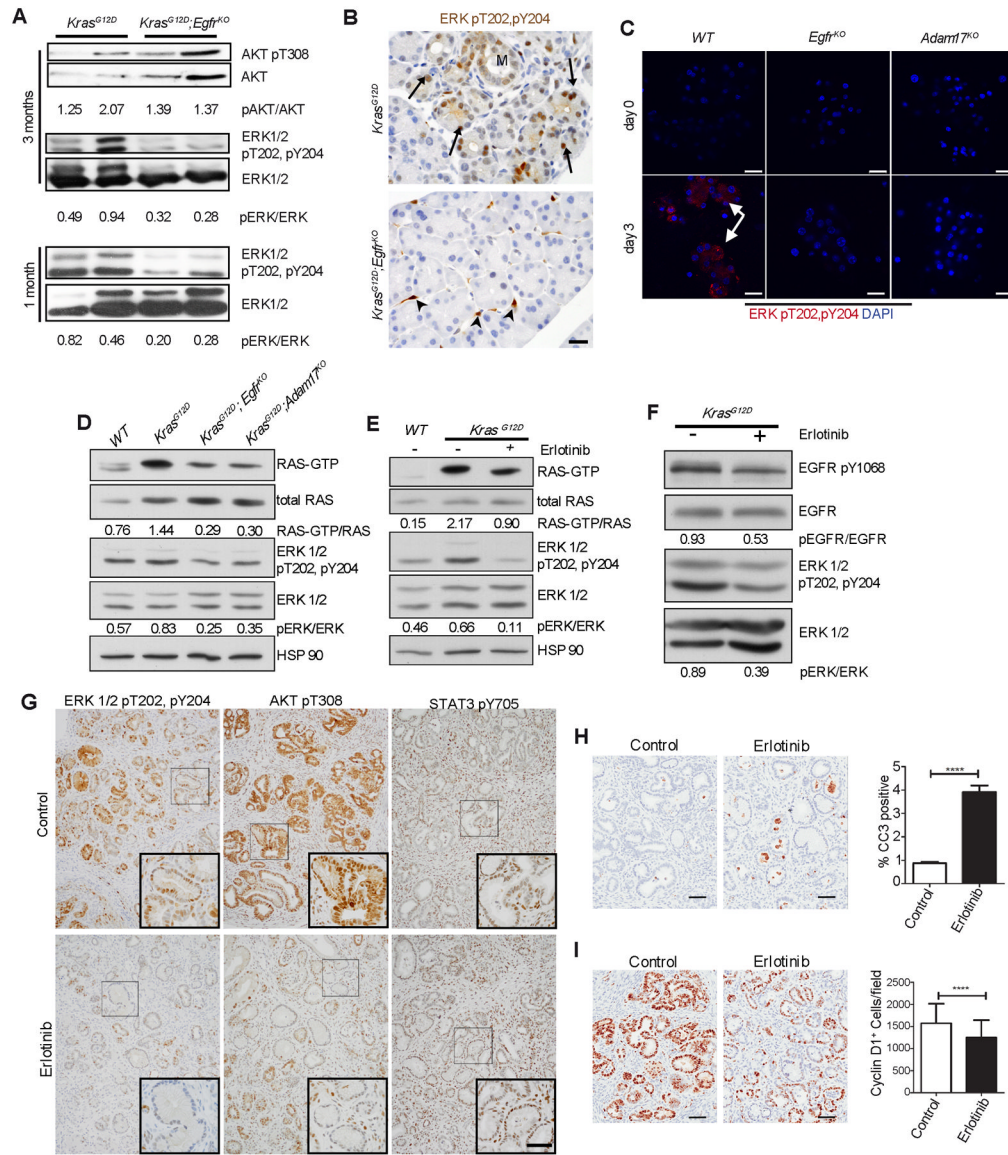 A
Kras^G12D Kras^G12D;Egfr^KO
3 months
AKT pT308
AKT
1.25 2.07 1.39 1.37 pAKT/AKT
ERK1/2
pT202, pY204
ERK1/2
0.49 0.94 0.32 0.28 pERK/ERK
1 month
ERK1/2
pT202, pY204
ERK1/2
0.82 0.46 0.20 0.28 pERK/ERK
B
ERK pT202,pY204
Kras^G12D
M
Kras^G12D;Egfr^KO
C
WT Egfr^KO Adam17^KO
day 0
day 3
ERK pT202,pY204 DAPI
D
WT Kras^G12D Kras^G12D; Egfr^KO Kras^G12D;Adam17^KO
RAS-GTP
total RAS
0.76 1.44 0.29 0.30 RAS-GTP/RAS
ERK 1/2
pT202, pY204
ERK 1/2
0.57 0.83 0.25 0.35 pERK/ERK
HSP 90
E
WT Kras^G12D
- - + Erlotinib
RAS-GTP
total RAS
0.15 2.17 0.90 RAS-GTP/RAS
ERK 1/2
pT202, pY204
ERK 1/2
0.46 0.66 0.11 pERK/ERK
HSP 90
F
Kras^G12D
- + Erlotinib
EGFR pY1068
EGFR
0.93 0.53 pEGFR/EGFR
ERK 1/2
pT202, pY204
ERK 1/2
0.89 0.39 pERK/ERK
G
ERK 1/2 pT202, pY204 AKT pT308 STAT3 pY705
Control
Erlotinib
H
Control Erlotinib
% CC3 positive
5
4
3
2
1
0
****
Control
Erlotinib
I
Control Erlotinib
Cyclin D1+ Cells/field
2500
2000
1500
1000
500
0
****
Control
Erlotinib